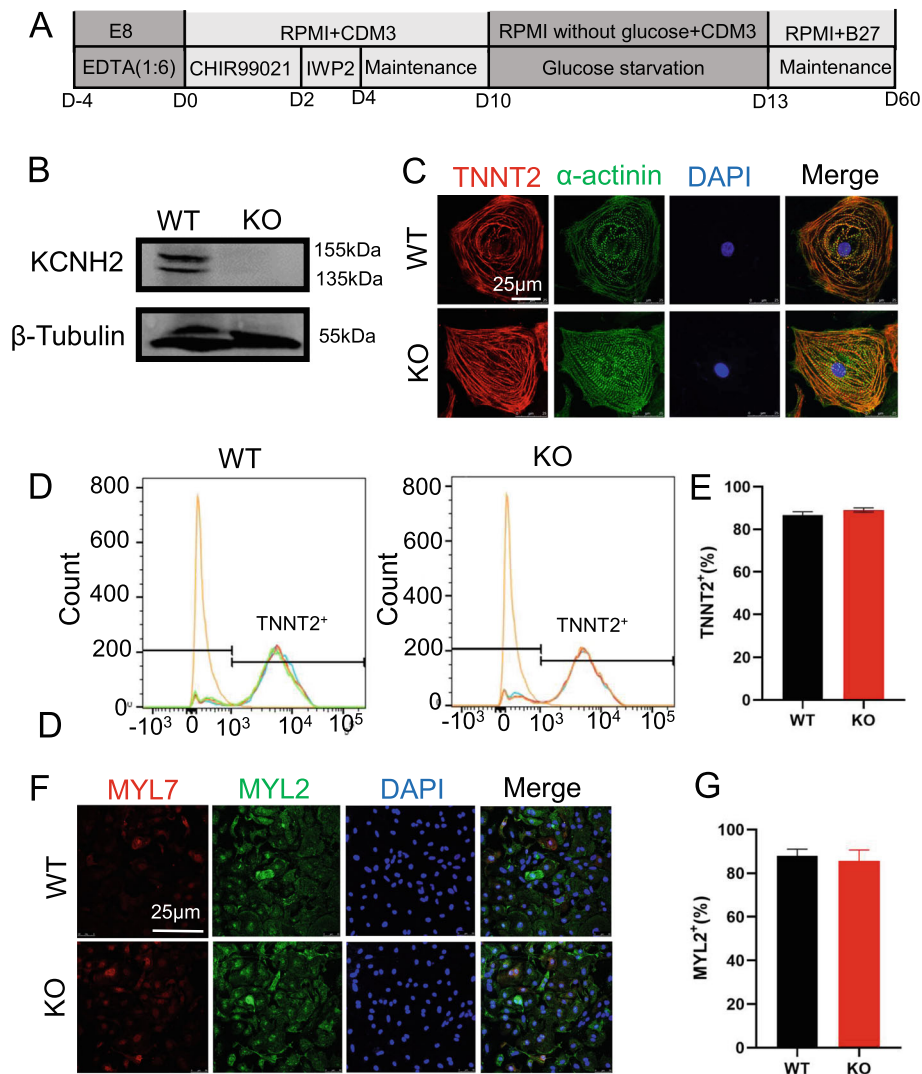 A
E8
RPMI+CDM3
RPMI without glucose+CDM3
RPMI+B27
EDTA(1:6)
CHIR99021
IWP2
Maintenance
Glucose starvation
Maintenance
D-4
D0
D2
D4
D10
D13
D60
B
WT
KO
KCNH2
155kDa
135kDa
β-Tubulin
55kDa
C
TNNT2
α-actinin
DAPI
Merge
WT
25μm
KO
D
WT
Count
800
600
400
200
0
TNNT2⁺
-10³ 0 10³ 10⁴ 10⁵
KO
Count
800
600
400
200
0
TNNT2⁺
-10³ 0 10³ 10⁴ 10⁵
D
E
TNNT2⁺(%)
100
80
60
40
20
0
WT
KO
F
MYL7
MYL2
DAPI
Merge
WT
25μm
KO
G
MYL2⁺(%)
100
80
60
40
20
0
WT
KO